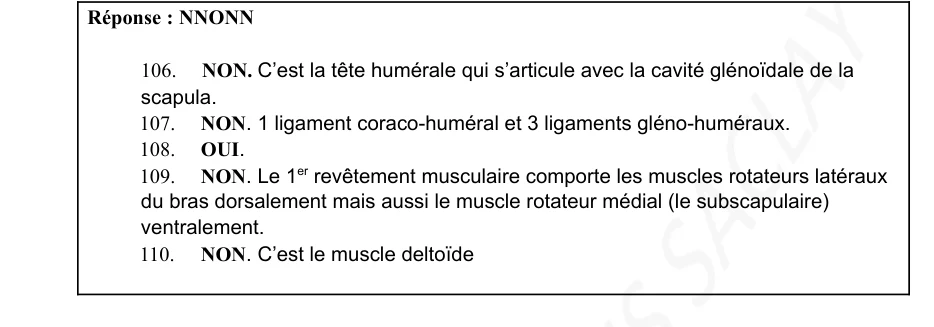 Réponse : NNONN
106. NON. C’est la tête humérale qui s’articule avec la cavité glénoïdale de la
scapula.
107. NON. 1 ligament coraco-huméral et 3 ligaments gléno-huméraux.
108. OUI.
109. NON. Le 1er revêtement musculaire comporte les muscles rotateurs latéraux
du bras dorsalement mais aussi le muscle rotateur médial (le subscapulaire)
ventralement.
110. NON. C’est le muscle deltoïde
S SACLAY